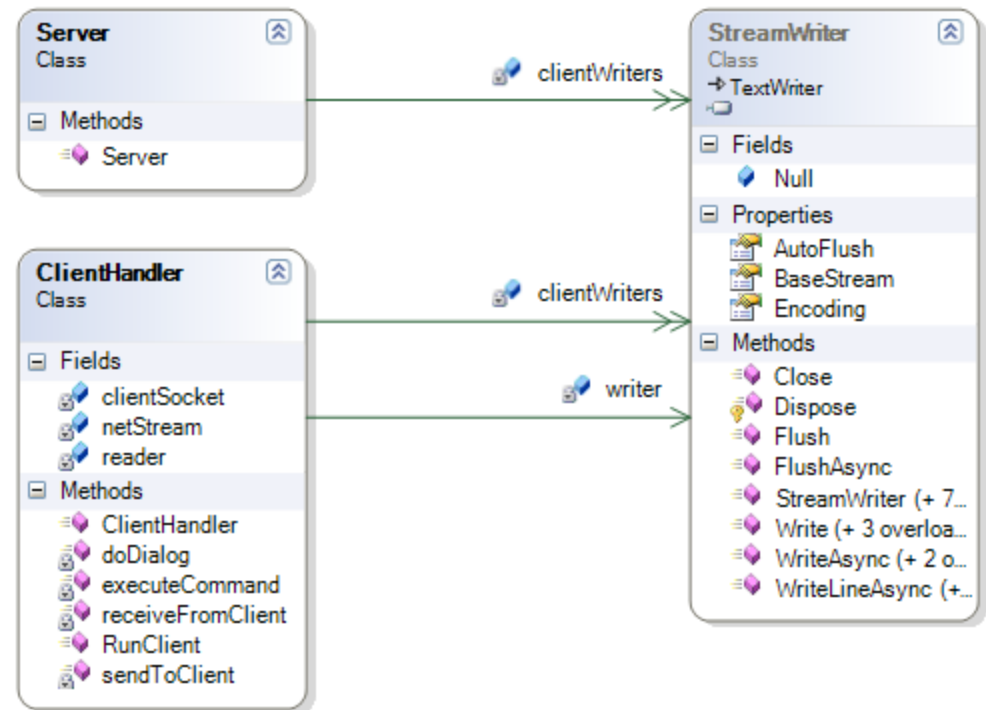 Server
Class
Methods
Server
clientWriters
ClientHandler
Class
Fields
clientSocket
netStream
reader
Methods
ClientHandler
doDialog
executeCommand
receiveFromClient
RunClient
sendToClient
clientWriters
writer
StreamWriter
Class
TextWriter
Fields
Null
Properties
AutoFlush
BaseStream
Encoding
Methods
Close
Dispose
Flush
FlushAsync
StreamWriter (+ 7...
Write (+ 3 overloa...
WriteAsync (+ 2 o...
WriteLineAsync (+...